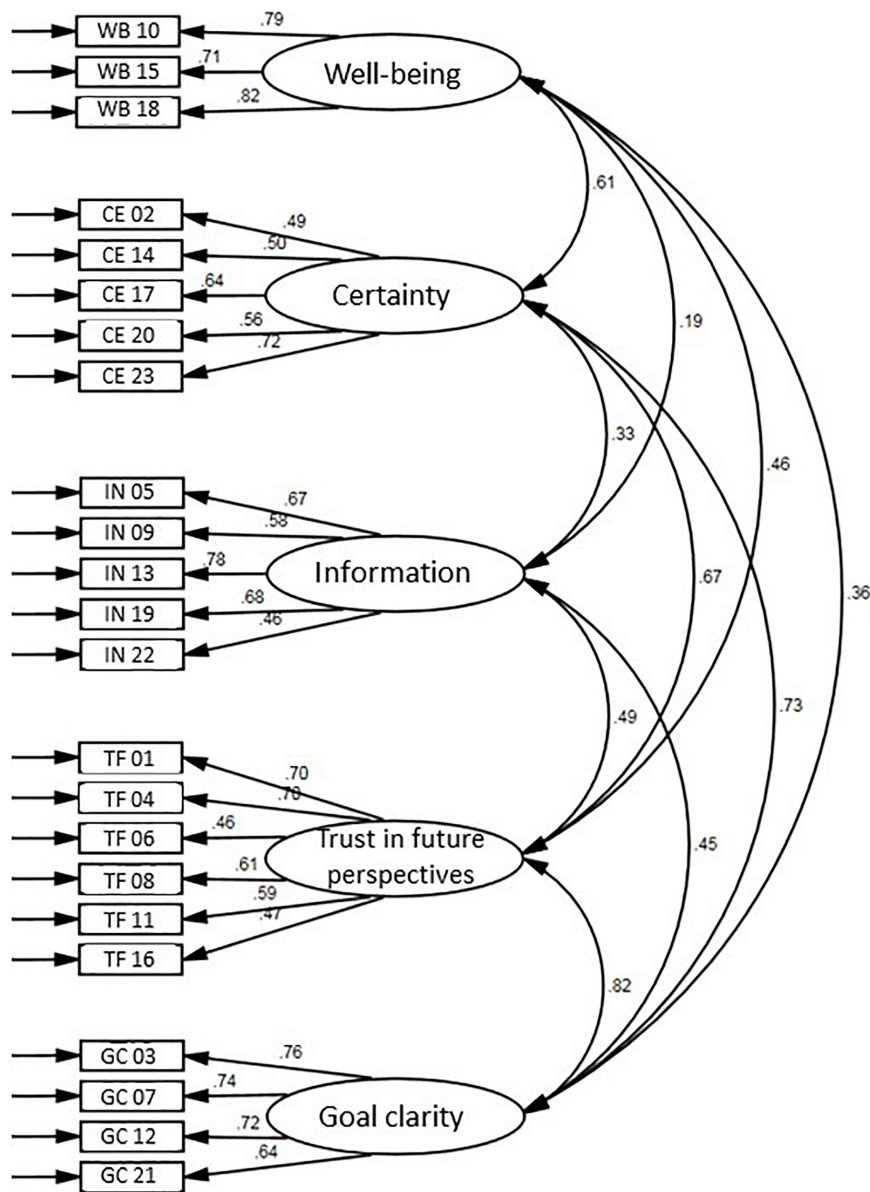 WB 10
.79
WB 15
.71
Well-being
WB 18
.82
.61
CE 02
.49
CE 14
.50
CE 17
.64
Certainty
CE 20
.56
CE 23
.72
.19
.33
.46
IN 05
.67
IN 09
.58
IN 13
.78
Information
IN 19
.68
IN 22
.46
.67
.36
.49
.73
TF 01
.70
TF 04
TF 06
.46
Trust in future
perspectives
TF 08
.61
TF 11
.59
TF 16
.47
.45
.82
GC 03
.76
GC 07
.74
GC 12
.72
Goal clarity
GC 21
.64